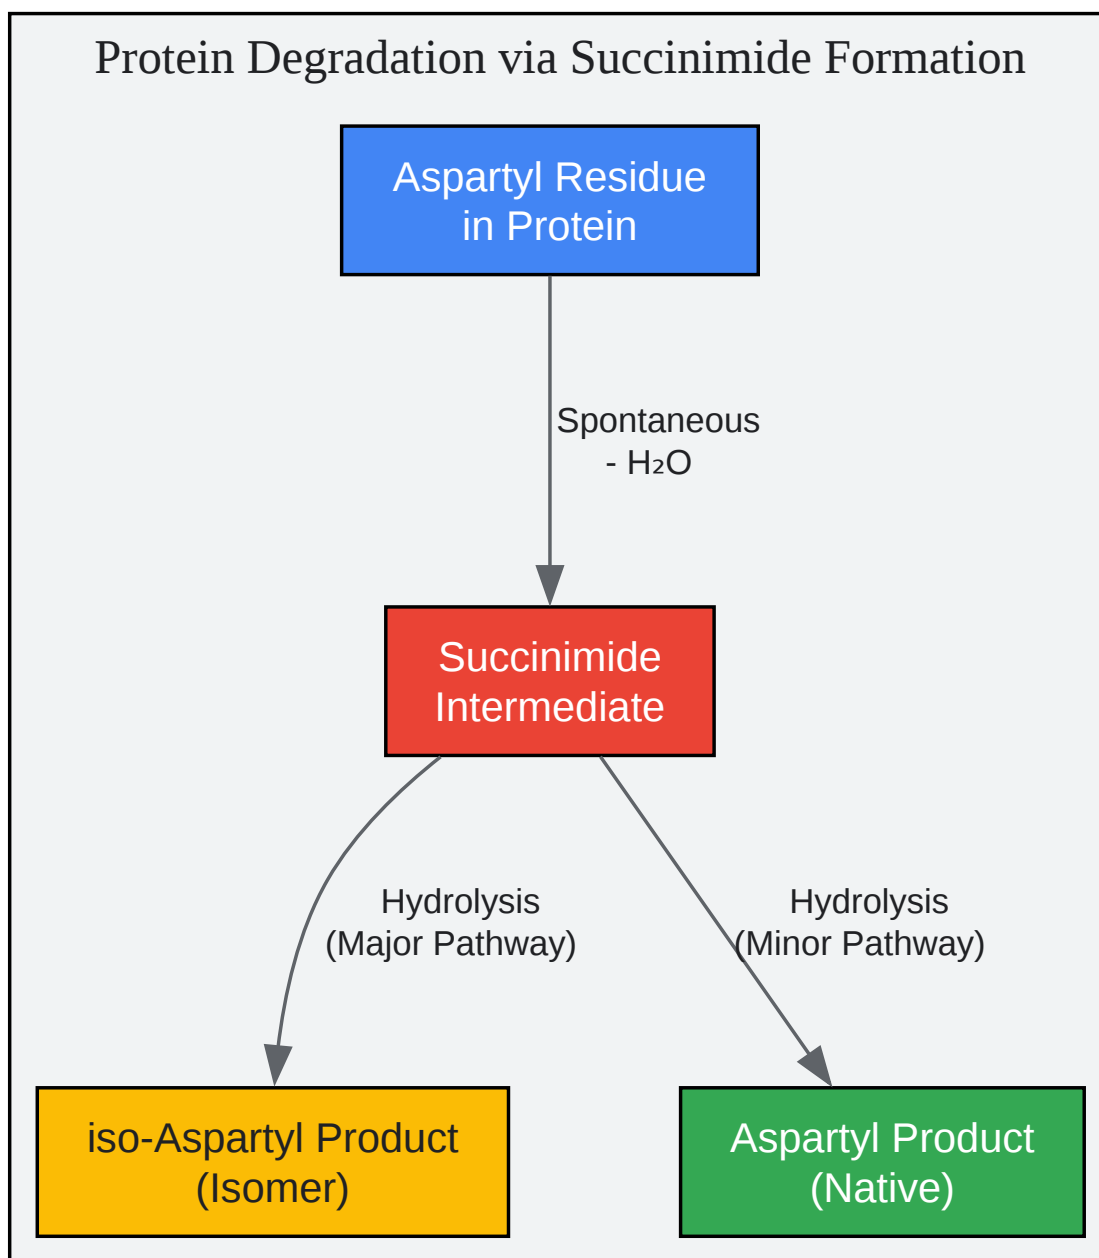 Protein Degradation via Succinimide Formation
Aspartyl Residue
in Protein
Spontaneous
- H₂O
Succinimide
Intermediate
Hydrolysis
(Major Pathway)
Hydrolysis
(Minor Pathway)
iso-Aspartyl Product
(Isomer)
Aspartyl Product
(Native)